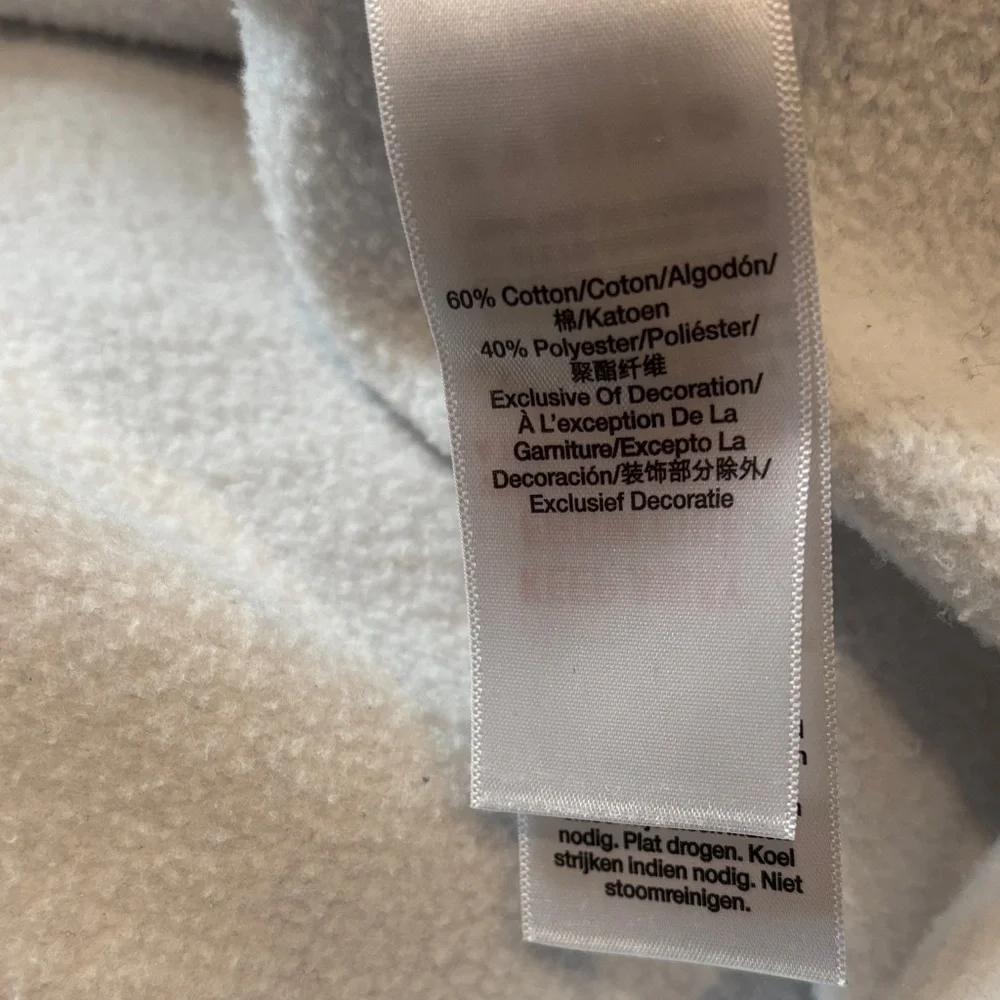 60% Cotton/Coton/Algodón/
棉/Katoen
40% Polyester/Poliéster/
聚酯纤维
Exclusive Of Decoration/
À L'exception De La
Garniture/Excepto La
Decoración/装饰部分除外/
Exclusief Decoratie
nodig. Plat drogen. Koel
strijken indien nodig. Niet
stoomreinigen.